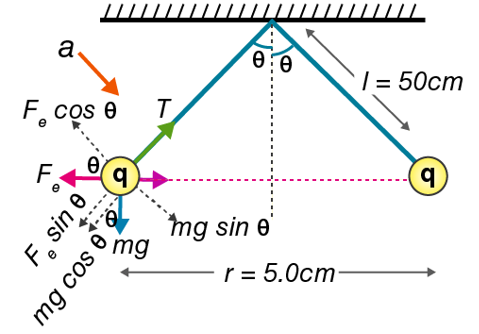 a
θ θ
l = 50cm
F_e cos θ
T
θ
F_e
q
q
θ
F_e sin θ
mg cos θ
mg
mg sin θ
r = 5.0cm